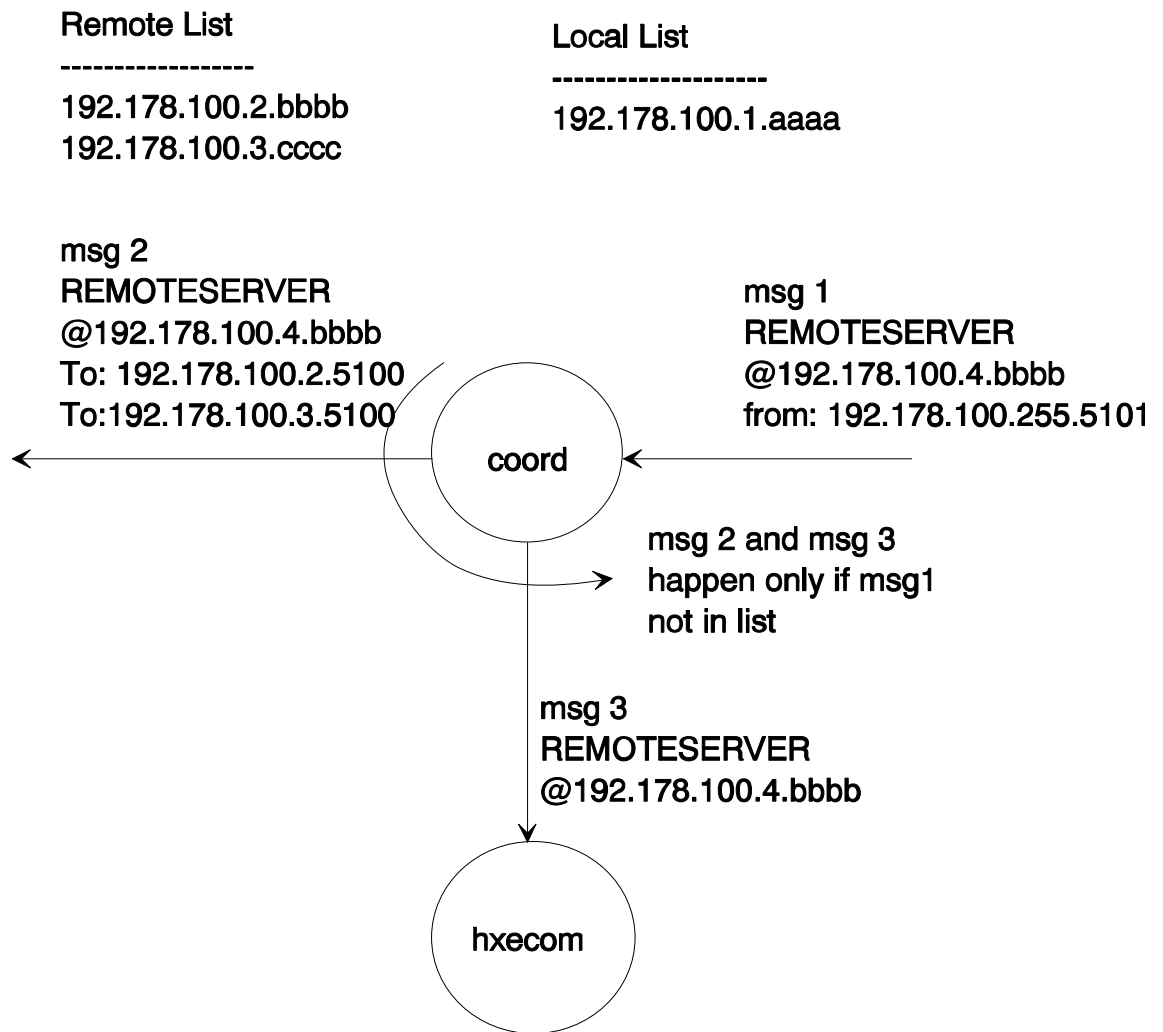 Remote List
------------------
192.178.100.2.bbbb
192.178.100.3.cccc
Local List
--------------------
192.178.100.1.aaaa
msg 2
REMOTESERVER
@192.178.100.4.bbbb
To: 192.178.100.2.5100
To:192.178.100.3.5100
msg 1
REMOTESERVER
@192.178.100.4.bbbb
from: 192.178.100.255.5101
coord
msg 2 and msg 3
happen only if msg1
not in list
msg 3
REMOTESERVER
@192.178.100.4.bbbb
hxecom